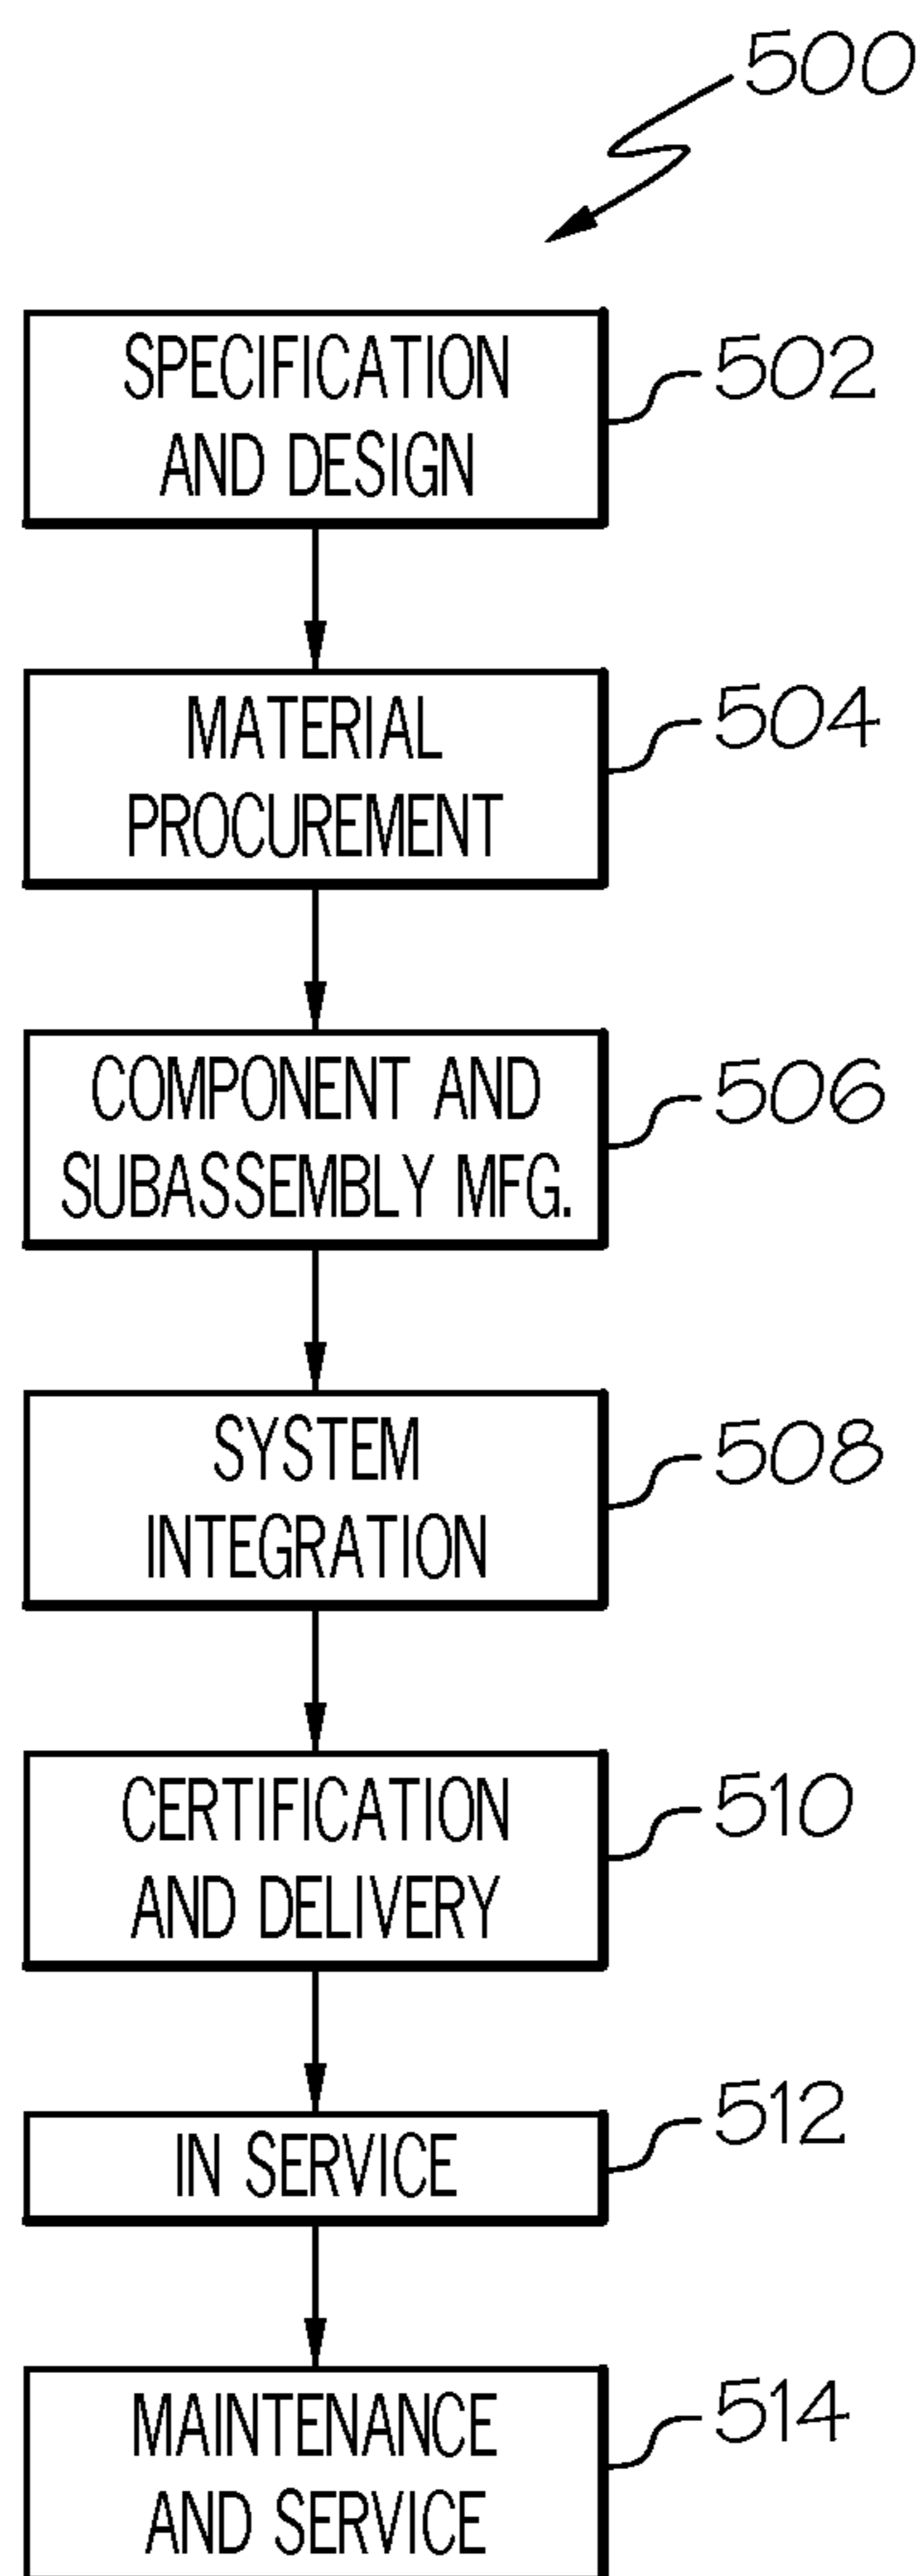 500
SPECIFICATION
AND DESIGN
502
MATERIAL
PROCUREMENT
504
COMPONENT AND
SUBASSEMBLY MFG.
506
SYSTEM
INTEGRATION
508
CERTIFICATION
AND DELIVERY
510
IN SERVICE
512
MAINTENANCE
AND SERVICE
514